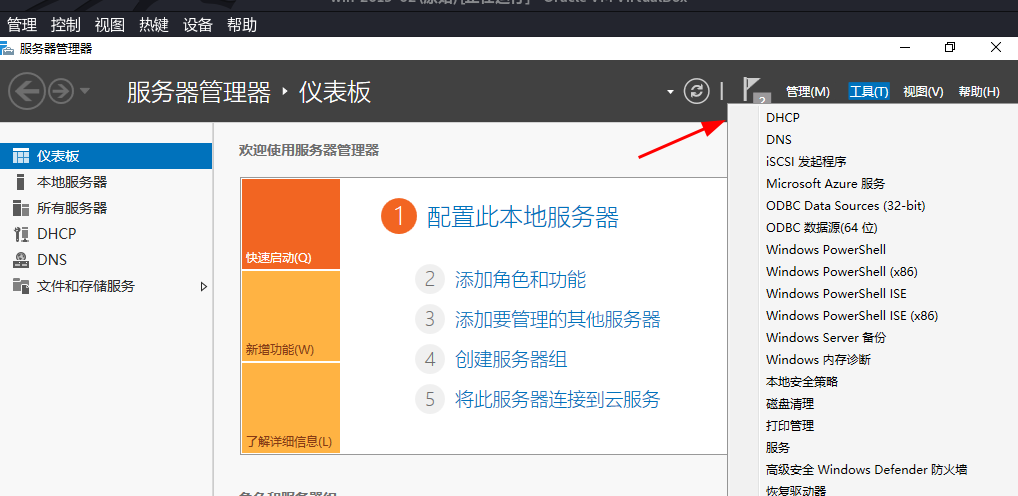 管理 控制 视图 热键 设备 帮助
服务器管理器
服务器管理器 仪表板
2 管理(M) 工具(T) 视图(V) 帮助(H)
仪表板
本地服务器
所有服务器
DHCP
DNS
文件和存储服务
欢迎使用服务器管理器
快速启动(Q)
新增功能(W)
了解详细信息(L)
1 配置此本地服务器
2 添加角色和功能
3 添加要管理的其他服务器
4 创建服务器组
5 将此服务器连接到云服务
DHCP
DNS
iSCSI 发起程序
Microsoft Azure 服务
ODBC Data Sources (32-bit)
ODBC 数据源(64 位)
Windows PowerShell
Windows PowerShell (x86)
Windows PowerShell ISE
Windows PowerShell ISE (x86)
Windows Server 备份
Windows 内存诊断
本地安全策略
磁盘清理
打印管理
服务
高级安全 Windows Defender 防火墙
恢复驱动器